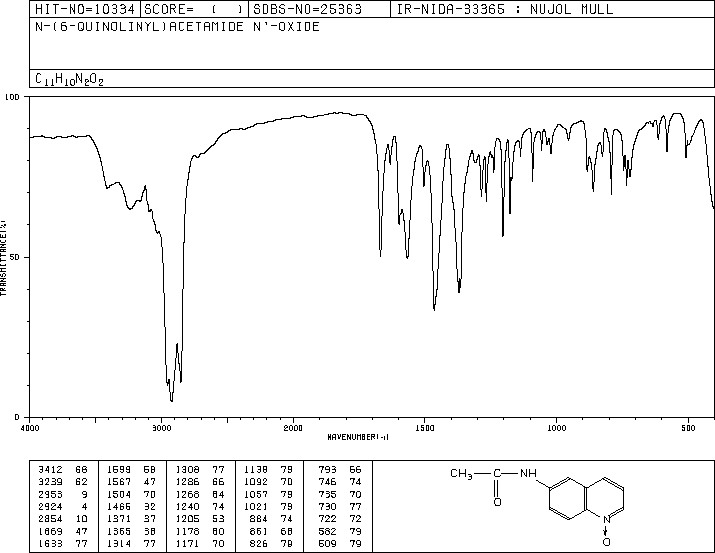 HIT-NO=10334 SCORE= ( ) SDBS-NO=25363 IR-NIDA-33365 : NUJOL MULL
N-(6-QUINOLINYL)ACETAMIDE N'-OXIDE
C11H10N2O2
100
50
0
TRANSMITTANCE(%)
4000 3000 2000 1500 1000 500
WAVENUMBER(-1)
3412 66 1599 58 1308 77 1138 79 793 66
3239 62 1567 47 1286 66 1092 70 746 74
2953 9 1504 70 1268 64 1057 79 735 70
2924 4 1466 32 1240 74 1021 79 730 77
2854 10 1371 37 1205 53 884 74 722 72
1669 47 1365 38 1178 60 861 68 582 79
1633 77 1314 77 1171 70 826 79 509 79
CH3 C NH
O
N
O